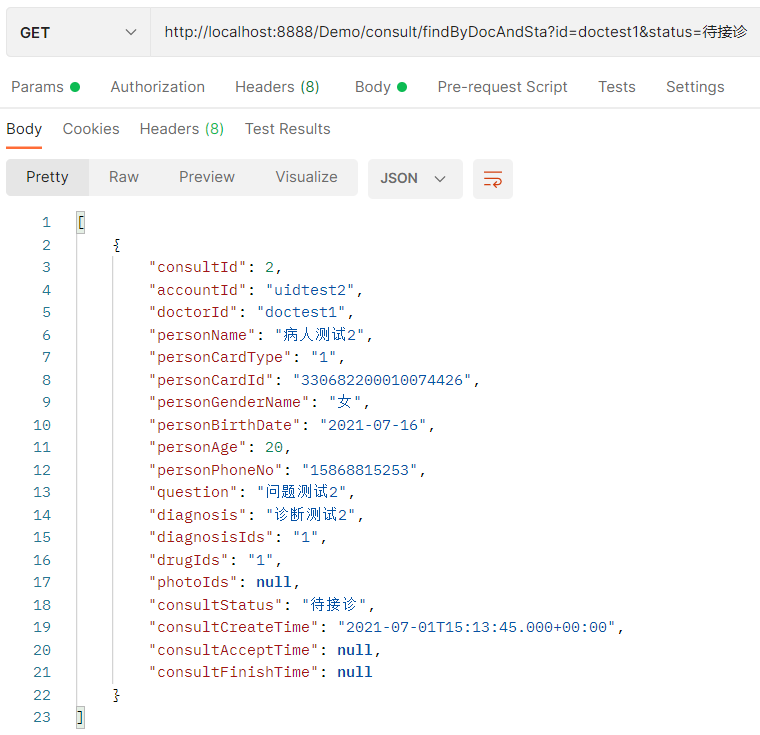 GET http://localhost:8888/Demo/consult/findByDocAndSta?id=doctest1&status=待接诊
Params Authorization Headers (8) Body Pre-request Script Tests Settings
Body Cookies Headers (8) Test Results
Pretty Raw Preview Visualize JSON
1 [
2 {
3 "consultId": 2,
4 "accountId": "uidtest2",
5 "doctorId": "doctest1",
6 "personName": "病人测试2",
7 "personCardType": "1",
8 "personCardId": "330682200010074426",
9 "personGenderName": "女",
10 "personBirthDate": "2021-07-16",
11 "personAge": 20,
12 "personPhoneNo": "15868815253",
13 "question": "问题测试2",
14 "diagnosis": "诊断测试2",
15 "diagnosisIds": "1",
16 "drugIds": "1",
17 "photoIds": null,
18 "consultStatus": "待接诊",
19 "consultCreateTime": "2021-07-01T15:13:45.000+00:00",
20 "consultAcceptTime": null,
21 "consultFinishTime": null
22 }
23 ]